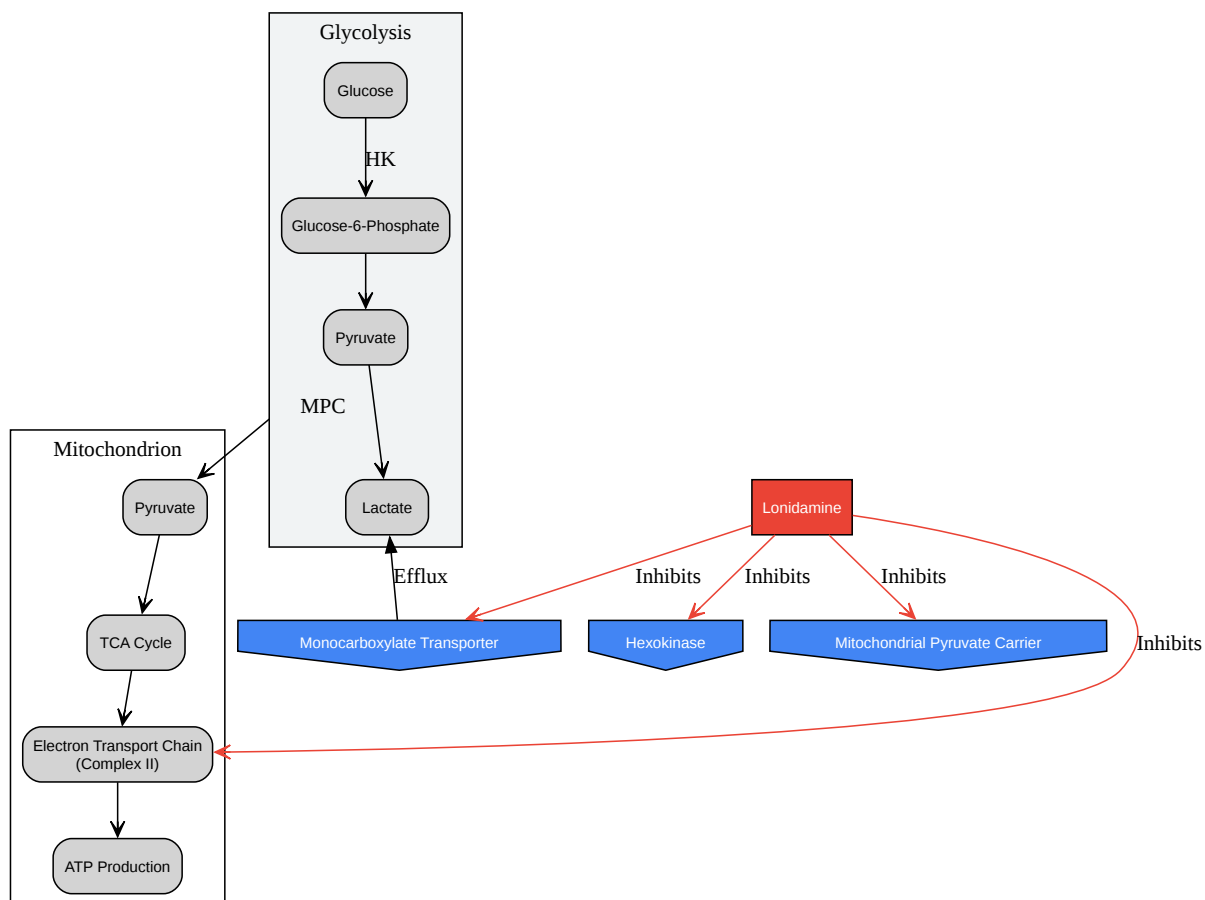 Glycolysis
Glucose
HK
Glucose-6-Phosphate
Pyruvate
MPC
Mitochondrion
Pyruvate
Lactate
Lonidamine
Efflux
Inhibits
Inhibits
Inhibits
TCA Cycle
Monocarboxylate Transporter
Hexokinase
Mitochondrial Pyruvate Carrier
Inhibits
Electron Transport Chain
(Complex II)
ATP Production